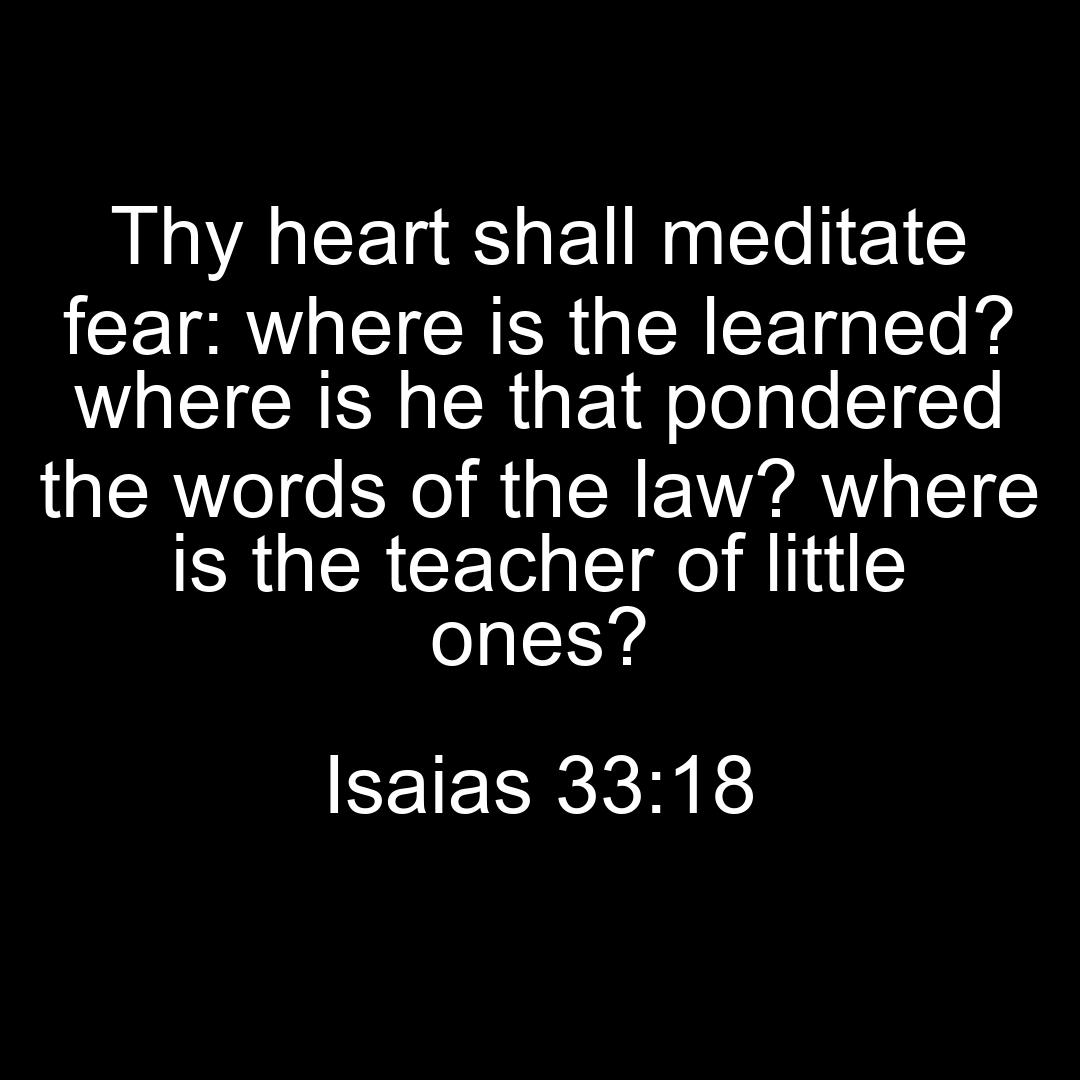 Thy heart shall meditate
fear: where is the learned?
where is he that pondered
the words of the law? where
is the teacher of little
ones?
Isaias 33:18